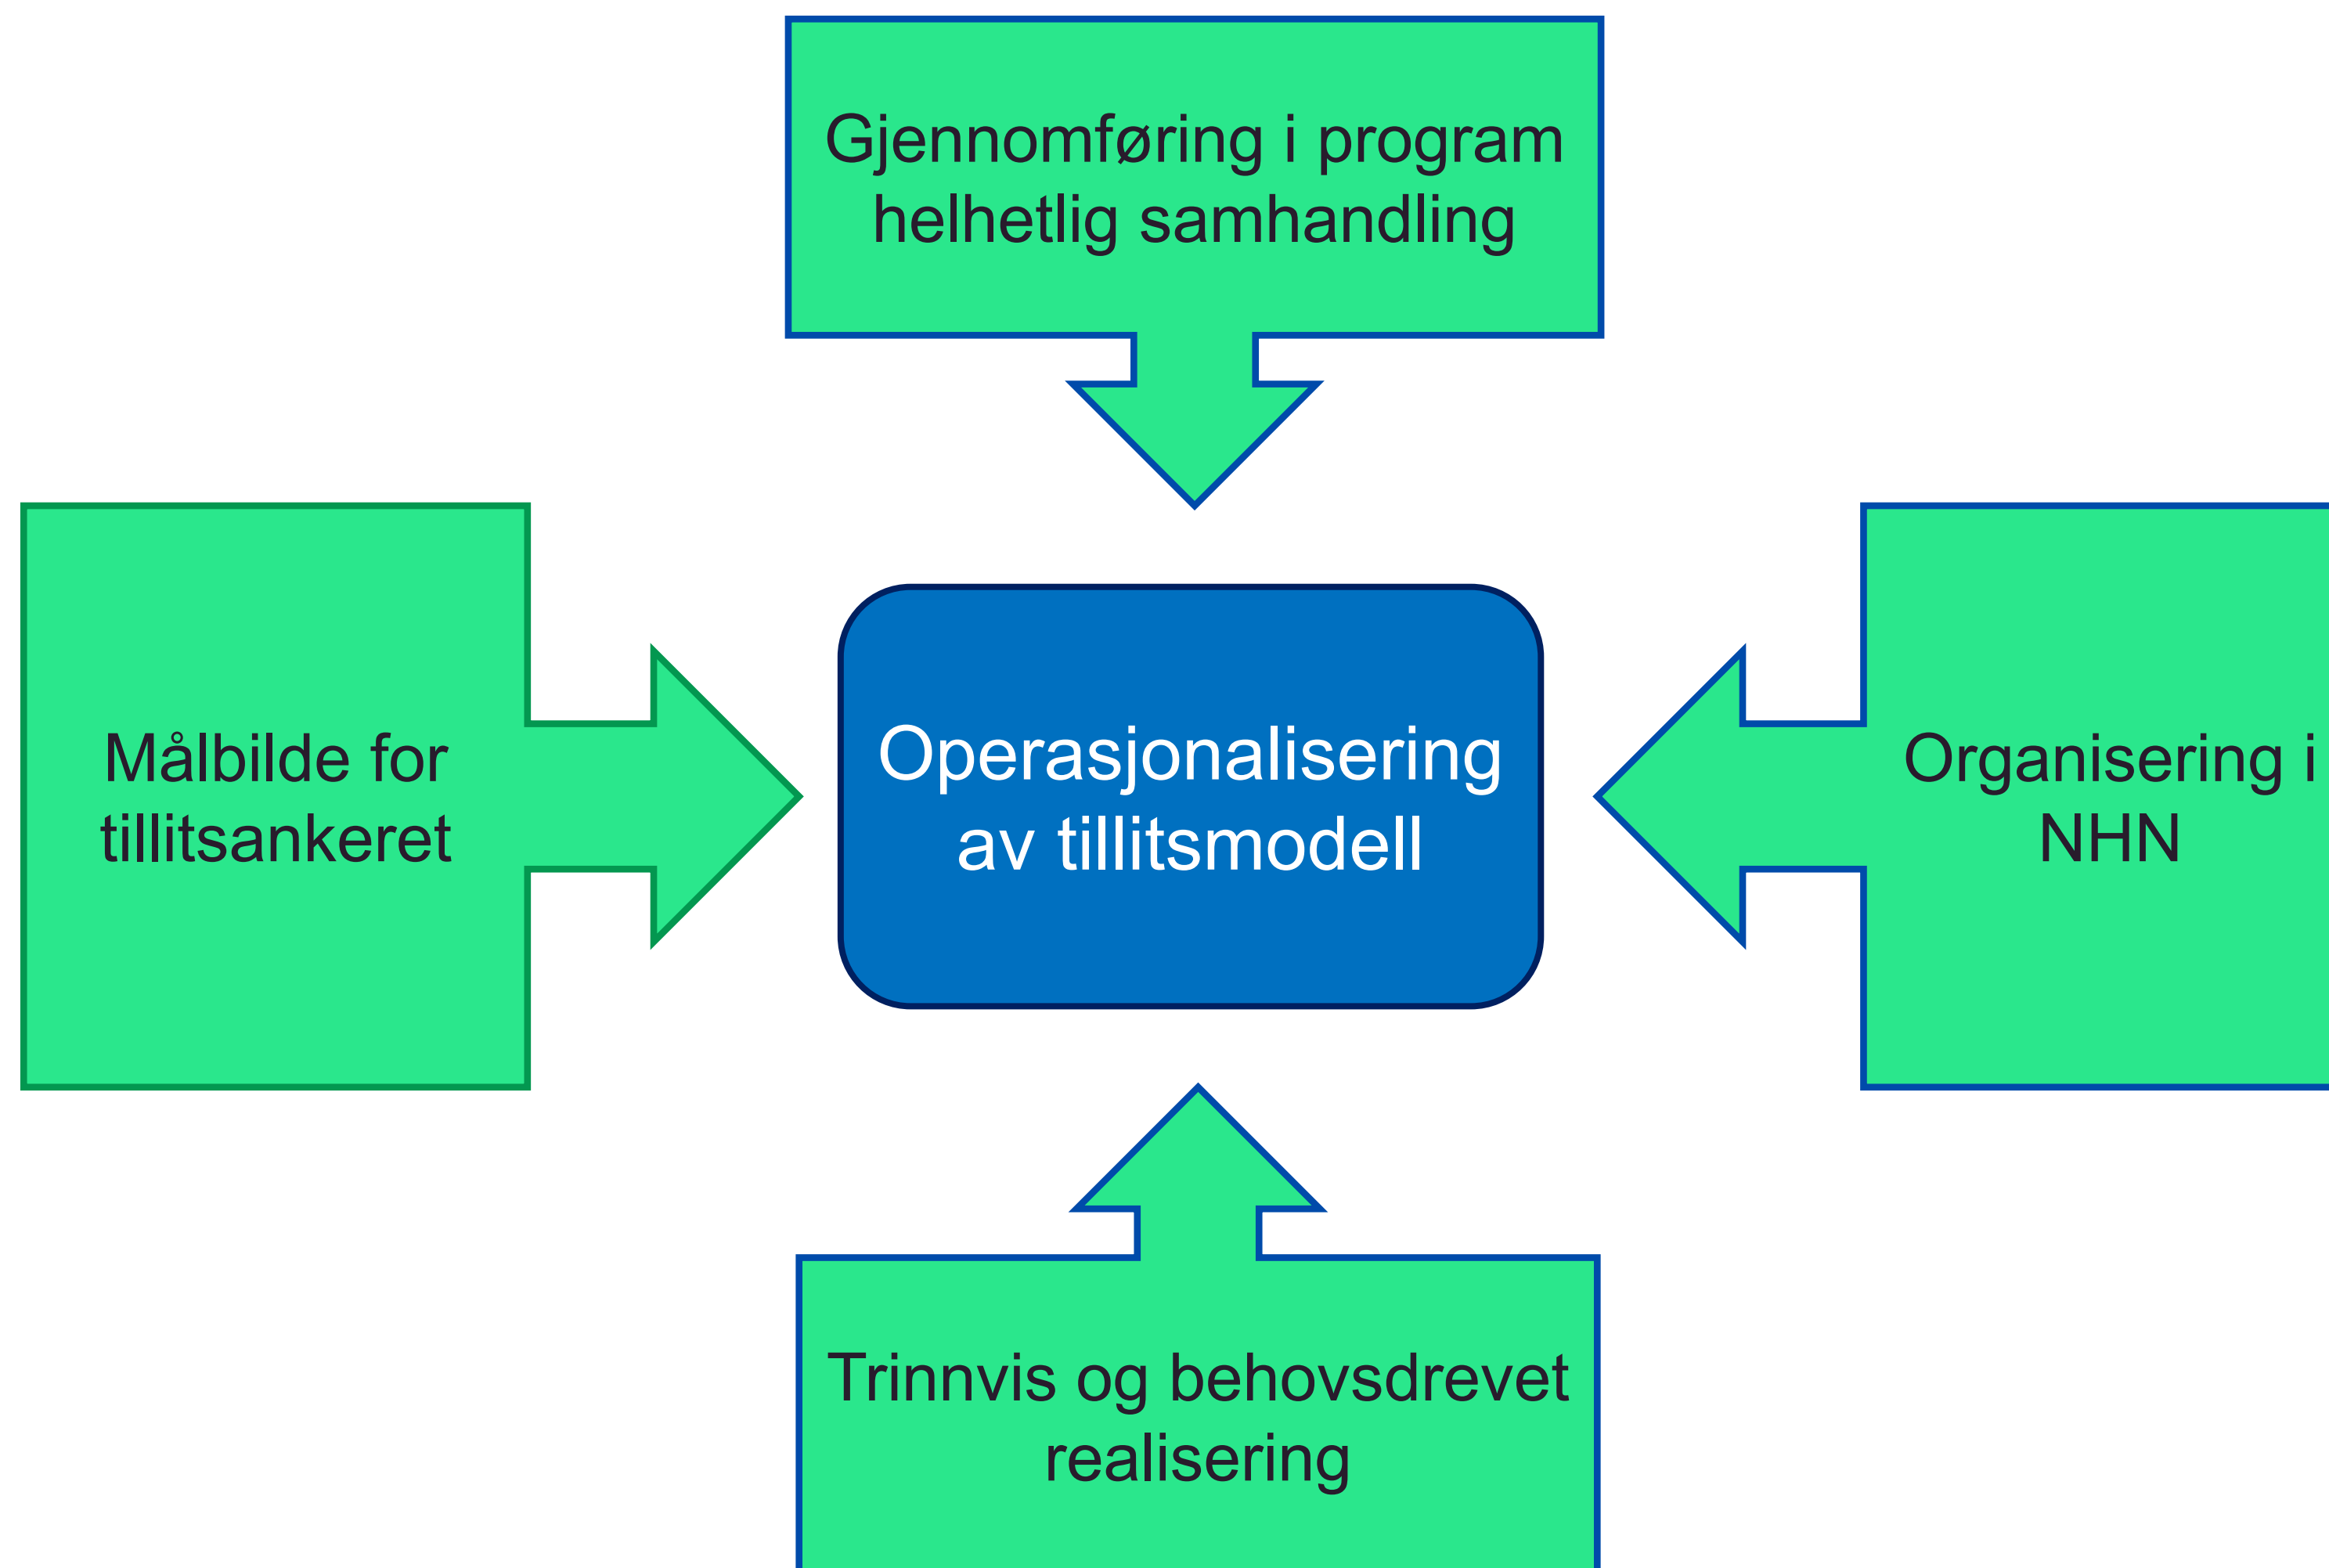 Gjennomføring i program
helhetlig samhandling
Målbilde for
tillitsankeret
Operasjonalisering
av tillitsmodell
Organisering i
NHN
Trinnvis og behovsdrevet
realisering